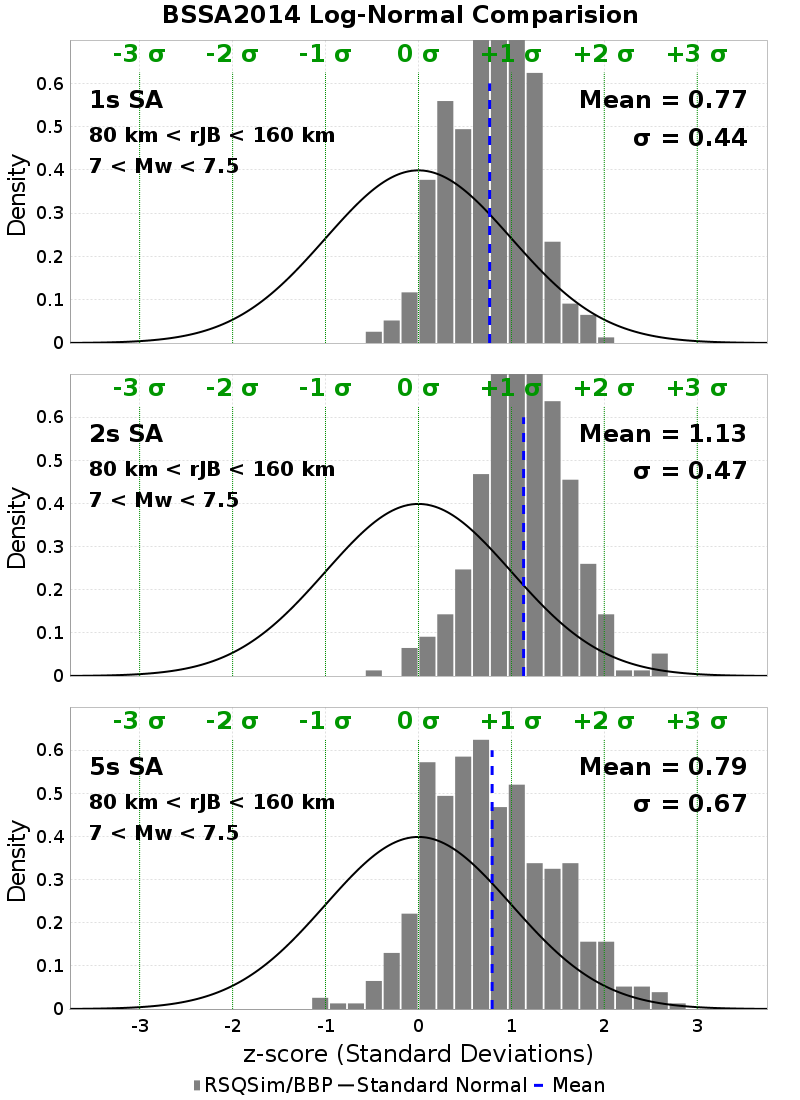 BSSA2014 Log-Normal Comparision
-3 σ -2 σ -1 σ 0 σ +1 σ +2 σ +3 σ
1s SA
80 km < rJB < 160 km
7 < Mw < 7.5
Mean = 0.77
σ = 0.44
Density
0.6
0.5
0.4
0.3
0.2
0.1
0
-3 σ -2 σ -1 σ 0 σ +1 σ +2 σ +3 σ
2s SA
80 km < rJB < 160 km
7 < Mw < 7.5
Mean = 1.13
σ = 0.47
Density
0.6
0.5
0.4
0.3
0.2
0.1
0
-3 σ -2 σ -1 σ 0 σ +1 σ +2 σ +3 σ
5s SA
80 km < rJB < 160 km
7 < Mw < 7.5
Mean = 0.79
σ = 0.67
Density
0.6
0.5
0.4
0.3
0.2
0.1
0
-3 -2 -1 0 1 2 3
z-score (Standard Deviations)
RSQSim/BBP Standard Normal Mean